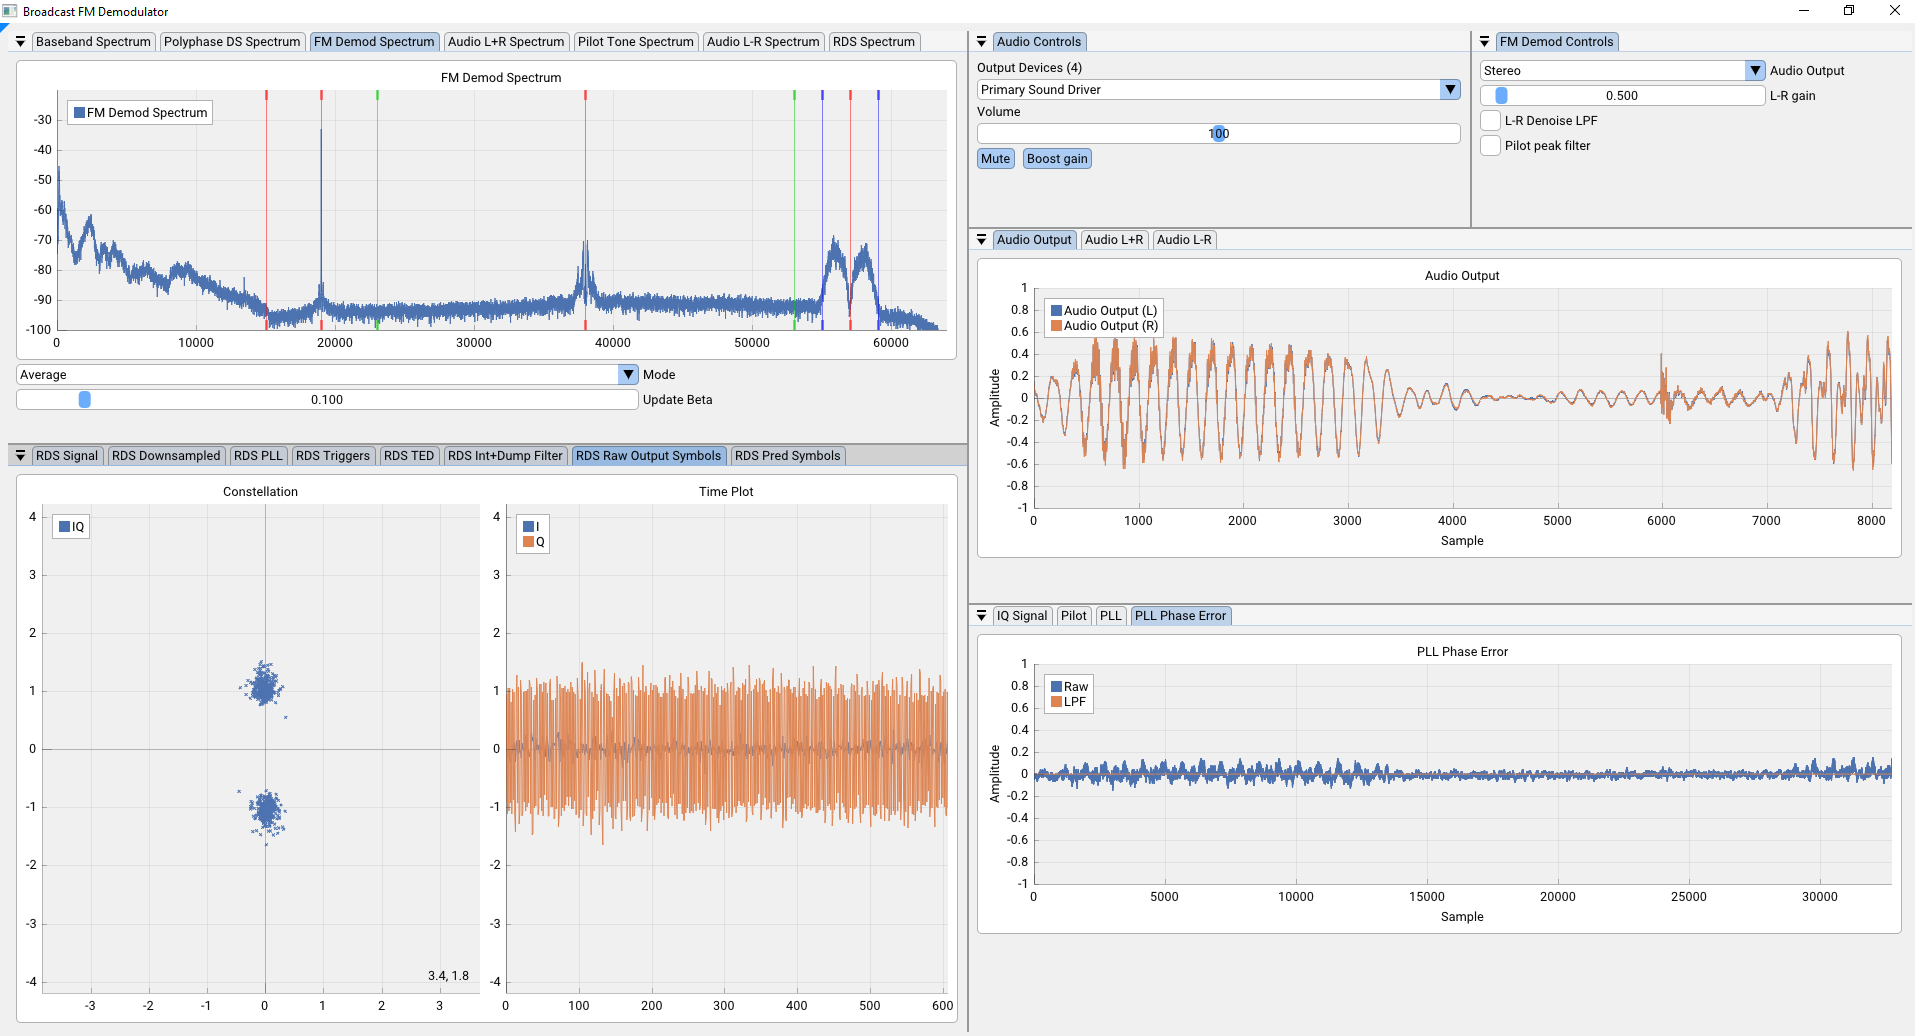 Broadcast FM Demodulator
Baseband Spectrum Polyphase DS Spectrum FM Demod Spectrum Audio L+R Spectrum Pilot Tone Spectrum Audio L-R Spectrum RDS Spectrum
FM Demod Spectrum
FM Demod Spectrum
-30
-40
-50
-60
-70
-80
-90
-100
0 10000 20000 30000 40000 50000 60000
Average Mode
0.100 Update Beta
RDS Signal RDS Downsampled RDS PLL RDS Triggers RDS TED RDS Int+Dump Filter RDS Raw Output Symbols RDS Pred Symbols
Constellation
IQ
4
3
2
1
0
-1
-2
-3
-4
3.4, 1.8
-3 -2 -1 0 1 2 3
Time Plot
I
Q
4
3
2
1
0
-1
-2
-3
-4
0 100 200 300 400 500 600
Audio Controls
Output Devices (4)
Primary Sound Driver
Volume
100
Mute Boost gain
FM Demod Controls
Stereo Audio Output
0.500 L-R gain
L-R Denoise LPF
Pilot peak filter
Audio Output Audio L+R Audio L-R
Audio Output
Audio Output (L)
Audio Output (R)
Amplitude
1
0.8
0.6
0.4
0.2
0
-0.2
-0.4
-0.6
-0.8
-1
0 1000 2000 3000 4000 5000 6000 7000 8000
Sample
IQ Signal Pilot PLL PLL Phase Error
PLL Phase Error
Raw
LPF
Amplitude
1
0.8
0.6
0.4
0.2
0
-0.2
-0.4
-0.6
-0.8
-1
0 5000 10000 15000 20000 25000 30000
Sample